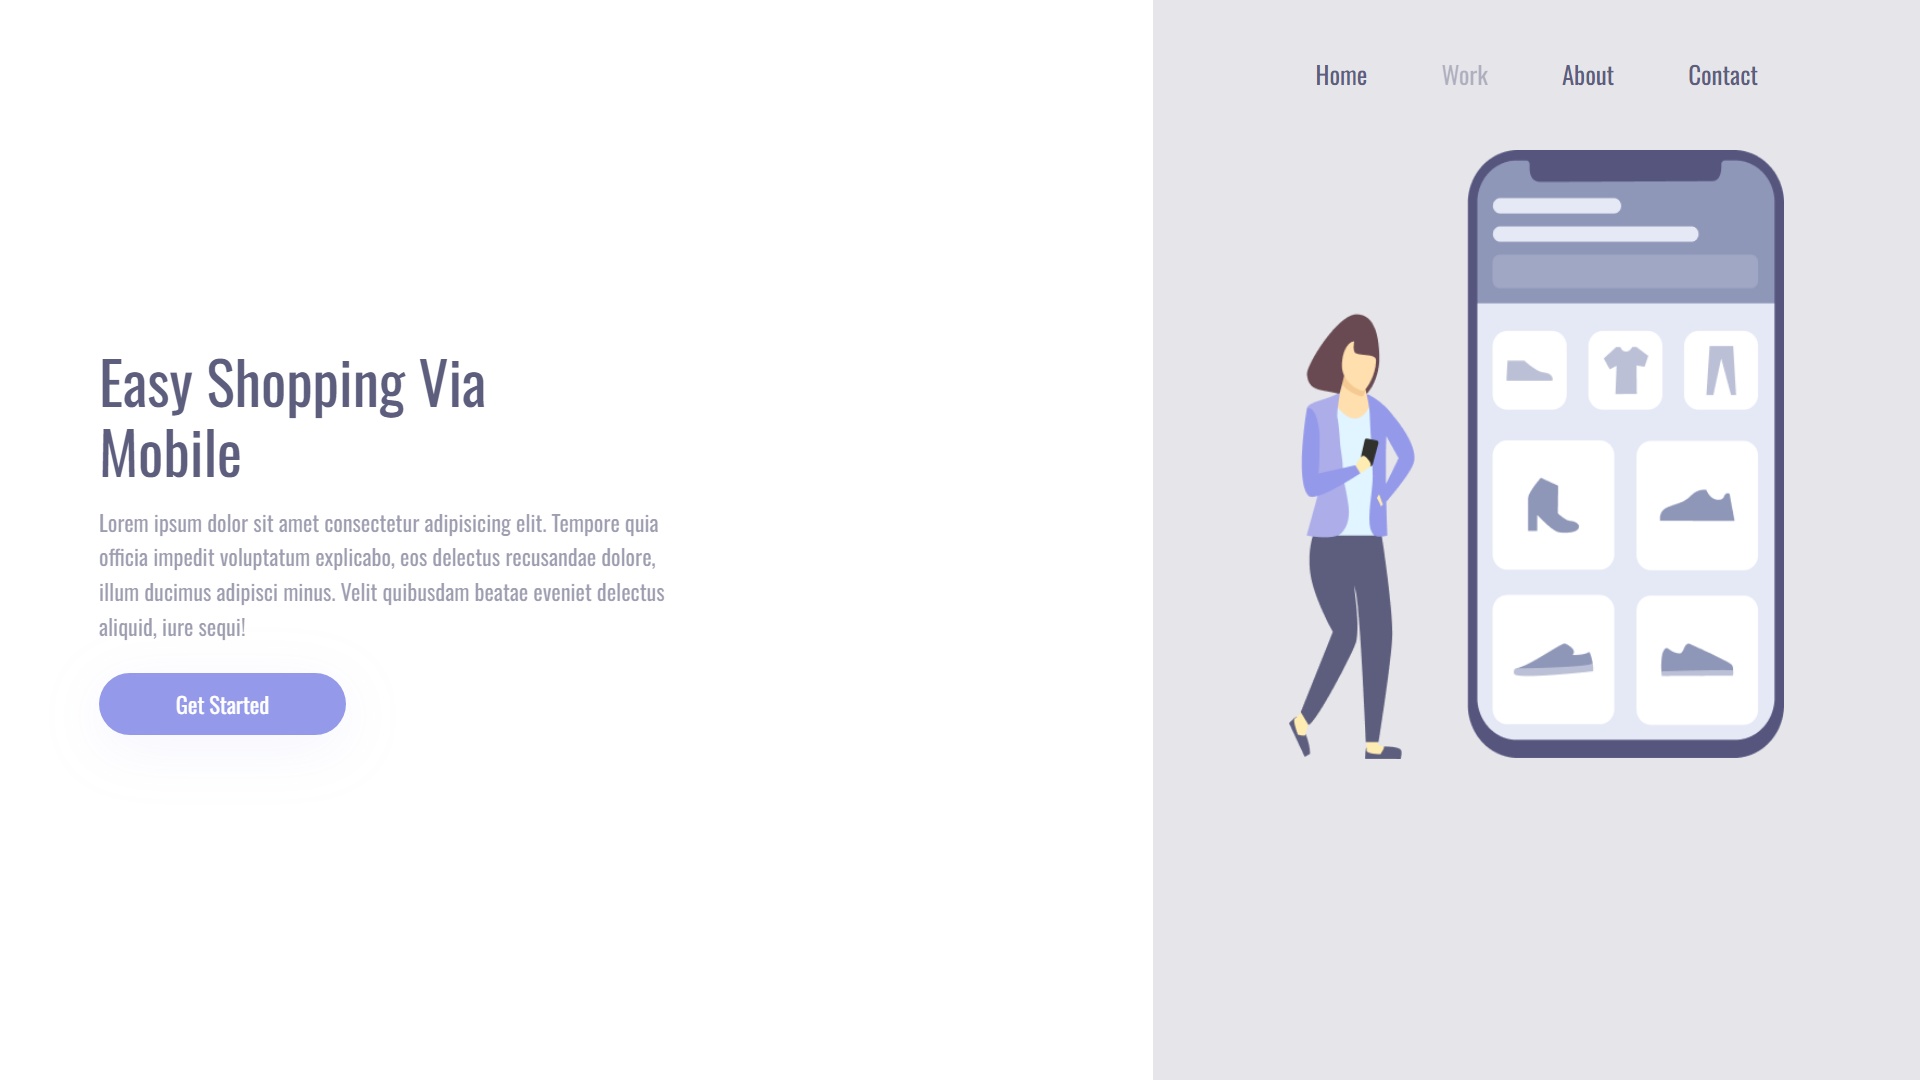 Home Work About Contact
Easy Shopping Via
Mobile
Lorem ipsum dolor sit amet consectetur adipisicing elit. Tempore quia
officia impedit voluptatum explicabo, eos delectus recusandae dolore,
illum ducimus adipisci minus. Velit quibusdam beatae eveniet delectus
aliquid, iure sequi!
Get Started